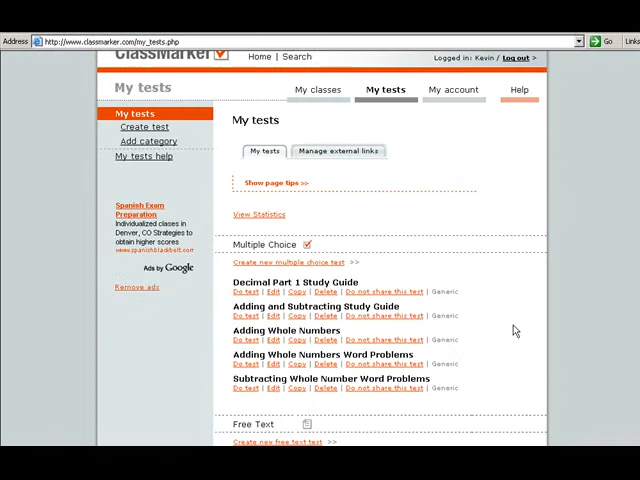 Address http://www.classmarker.com/my_tests.php Go Links
ClassMarker Home | Search Logged in: Kevin / Log out >
My tests My classes My tests My account Help
My tests
Create test
Add category
My tests help
Spanish Exam
Preparation
Individualized clases in
Denver, CO Strategies to
obtain higher scores
www.spanishblackbelt.com
Ads by Google
Remove ads
My tests
My tests Manage external links
Show page tips >>
View Statistics
Multiple Choice
Create new multiple choice test >>
Decimal Part 1 Study Guide
Do test | Edit | Copy | Delete | Do not share this test | Generic
Adding and Subtracting Study Guide
Do test | Edit | Copy | Delete | Do not share this test | Generic
Adding Whole Numbers
Do test | Edit | Copy | Delete | Do not share this test | Generic
Adding Whole Numbers Word Problems
Do test | Edit | Copy | Delete | Do not share this test | Generic
Subtracting Whole Number Word Problems
Do test | Edit | Copy | Delete | Do not share this test | Generic
Free Text
Create new free text test >>